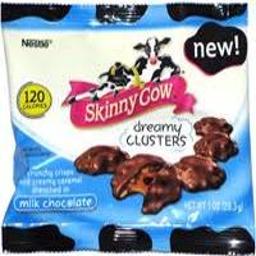 Nestlé
new!
120
CALORIES
Skinny Cow
dreamy
CLUSTERS
crunchy crisps
and creamy caramel
drenched in
milk chocolate
NET WT 1 OZ (28.3g)